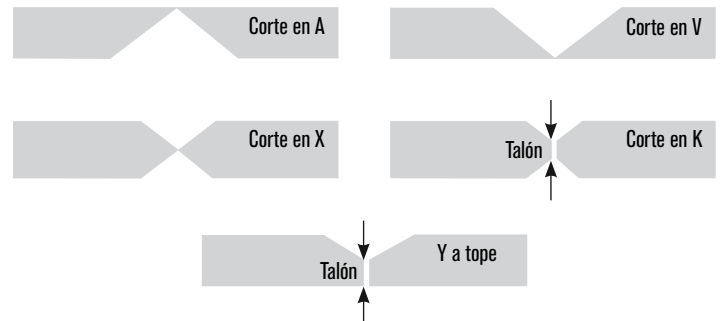 Corte en A
Corte en V
Corte en X
Talón
Corte en K
Talón
Y a tope